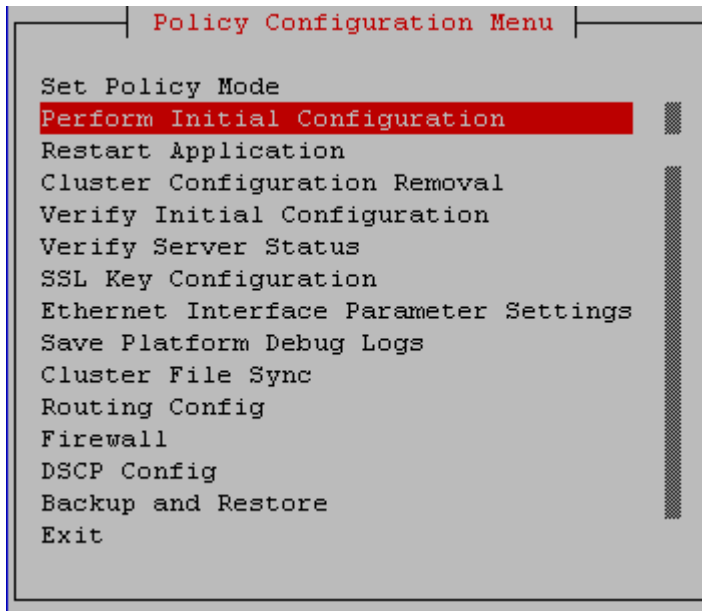 Policy Configuration Menu
Set Policy Mode
Perform Initial Configuration
Restart Application
Cluster Configuration Removal
Verify Initial Configuration
Verify Server Status
SSL Key Configuration
Ethernet Interface Parameter Settings
Save Platform Debug Logs
Cluster File Sync
Routing Config
Firewall
DSCP Config
Backup and Restore
Exit